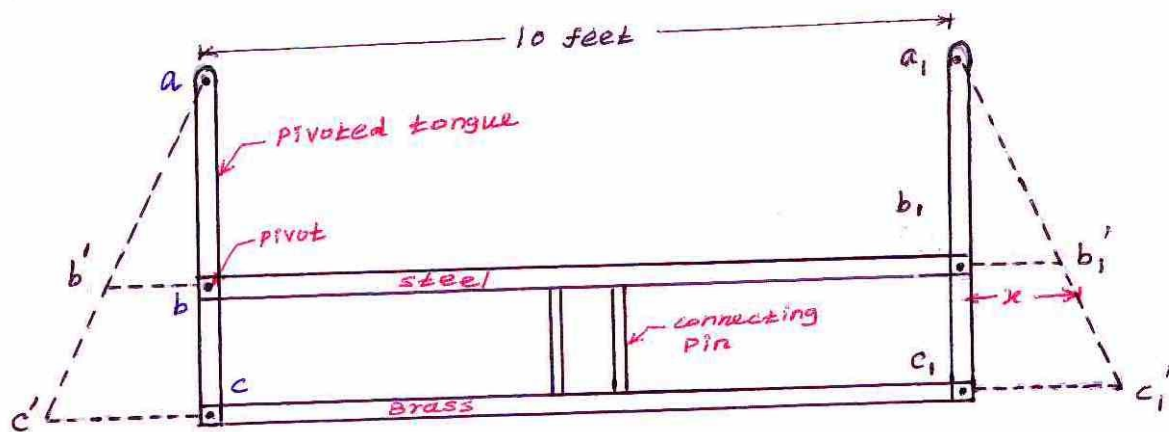 10 feet
a
a₁
pivoted tongue
b₁
pivot
b'
b₁'
steel
b
x
connecting
pin
c
c₁
c'
c₁'
Brass